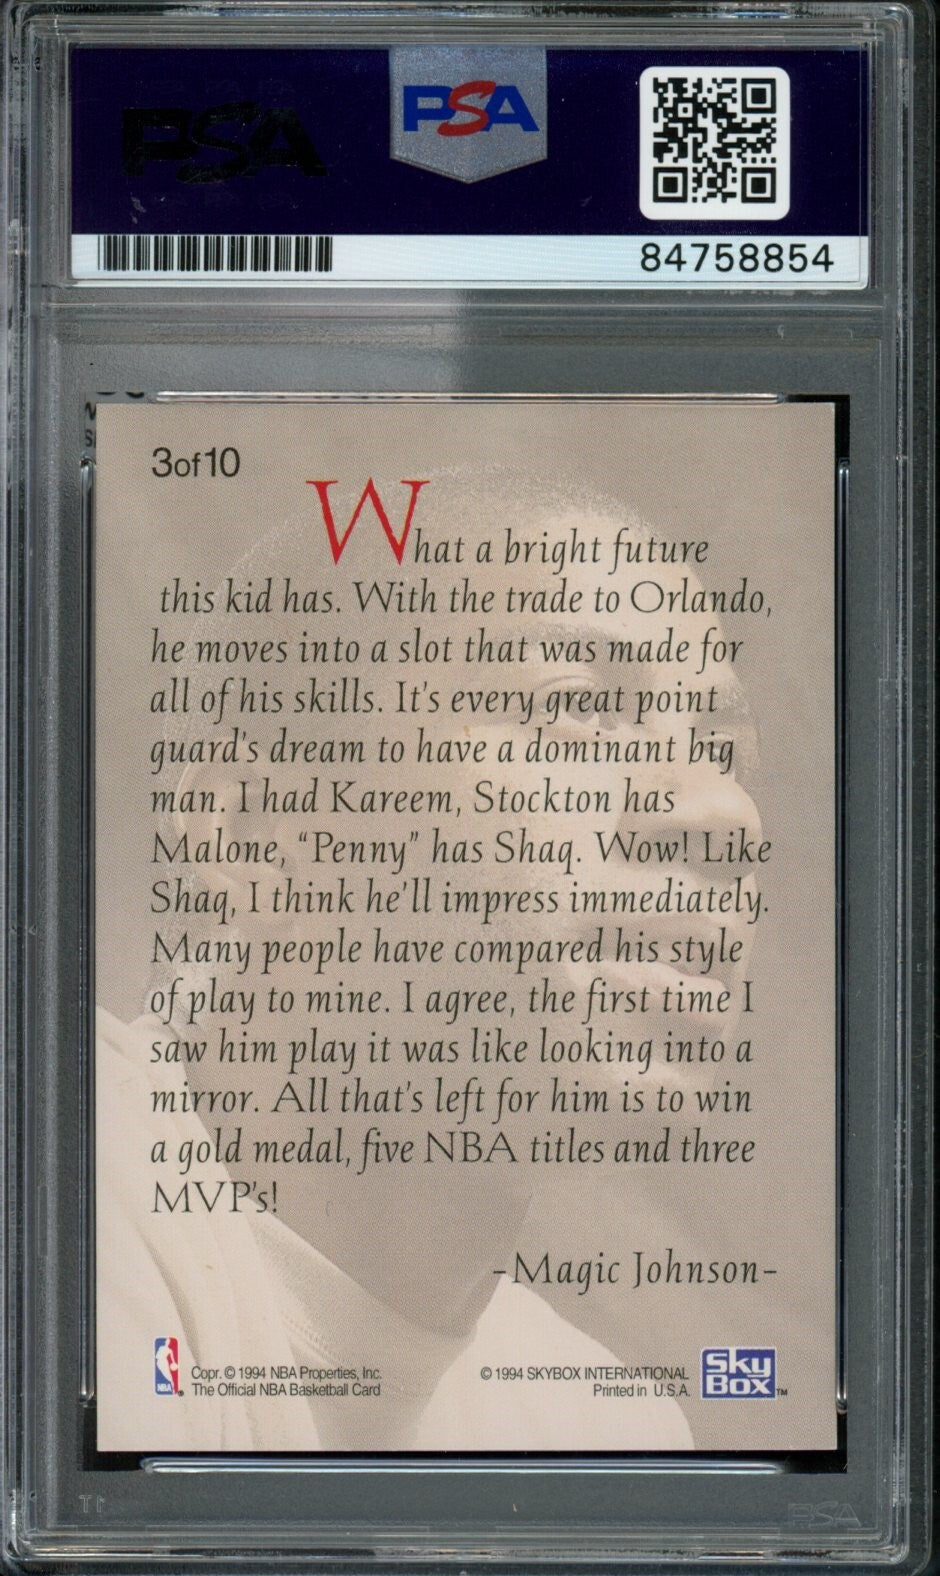 PSA
PSA
84758854
3of10
What a bright future
this kid has. With the trade to Orlando,
he moves into a slot that was made for
all of his skills. It's every great point
guard's dream to have a dominant big
man. I had Kareem, Stockton has
Malone, “Penny” has Shaq. Wow! Like
Shaq, I think he'll impress immediately.
Many people have compared his style
of play to mine. I agree, the first time I
saw him play it was like looking into a
mirror. All that's left for him is to win
a gold medal, five NBA titles and three
MVP's!
-Magic Johnson-
NBA
Copr. © 1994 NBA Properties, Inc.
The Official NBA Basketball Card
© 1994 SKYBOX INTERNATIONAL
Printed in U.S.A.
Sky
Box™
PSA